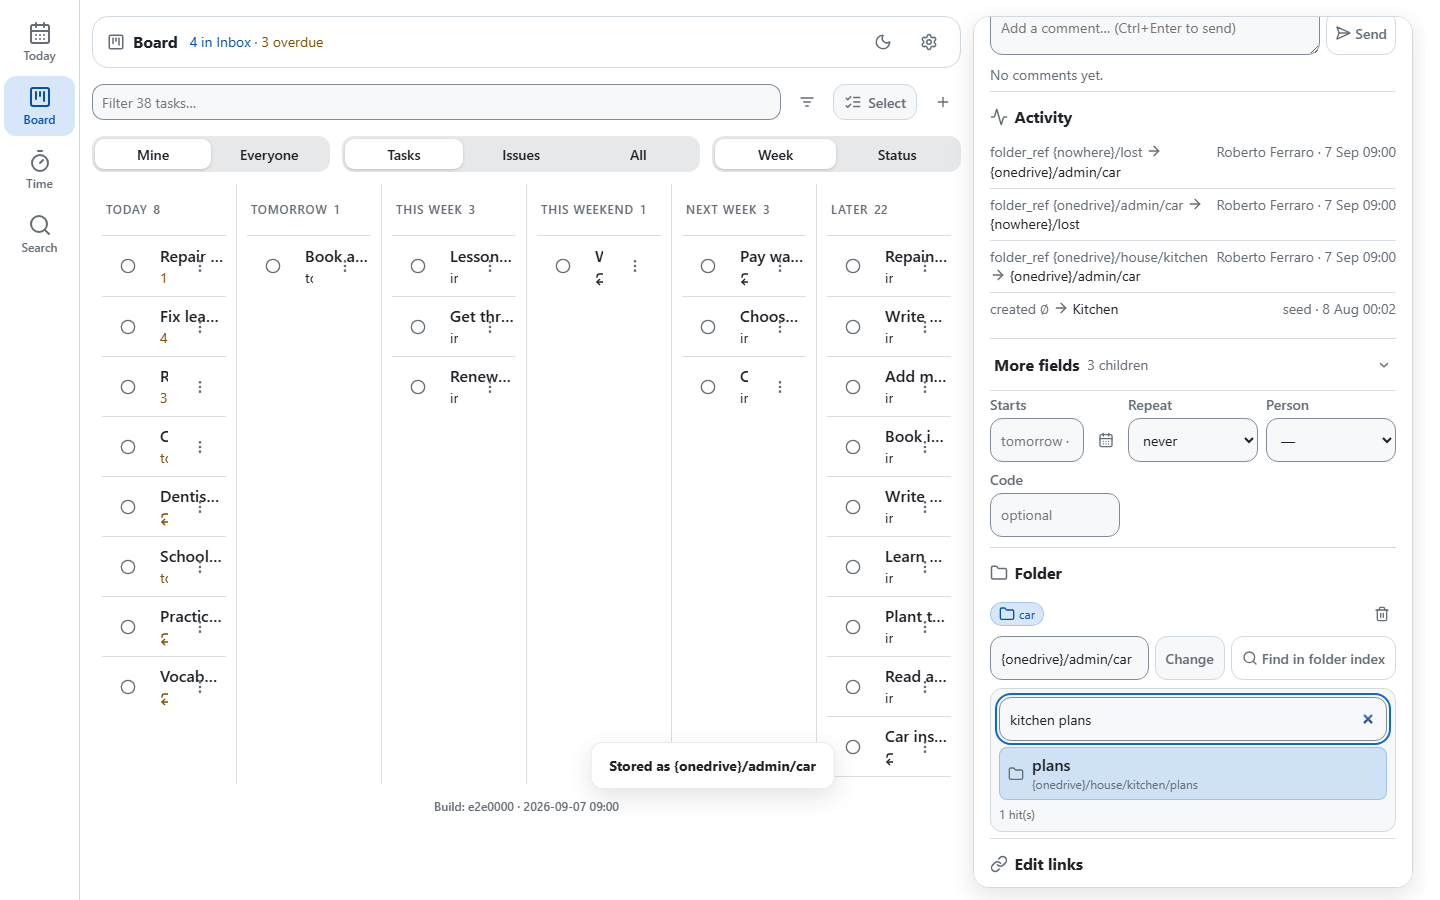 Today
Board
Time
Search
Board 4 in Inbox · 3 overdue
Filter 38 tasks...
Select
Mine Everyone
Tasks Issues All
Week Status
TODAY 8
Repair ...
1
Fix lea...
4
R
3
C
Dentis...
School...
Practic...
Vocab...
TOMORROW 1
Book a...
THIS WEEK 3
Lesson...
Get thr...
Renew...
THIS WEEKEND 1
NEXT WEEK 3
Pay wa...
Choos...
C
LATER 22
Repain...
Write ...
Add m...
Book i...
Write ...
Learn ...
Plant t...
Read a...
Car ins...
Stored as {onedrive}/admin/car
Build: e2e0000 · 2026-09-07 09:00
Add a comment... (Ctrl+Enter to send)
Send
No comments yet.
Activity
folder_ref {nowhere}/lost → Roberto Ferraro · 7 Sep 09:00
{onedrive}/admin/car
folder_ref {onedrive}/admin/car → Roberto Ferraro · 7 Sep 09:00
{nowhere}/lost
folder_ref {onedrive}/house/kitchen Roberto Ferraro · 7 Sep 09:00
→ {onedrive}/admin/car
created ∅ → Kitchen seed · 8 Aug 00:02
More fields 3 children
Starts Repeat Person
tomorrow · never —
Code
optional
Folder
car
{onedrive}/admin/car Change Find in folder index
kitchen plans
plans
{onedrive}/house/kitchen/plans
1 hit(s)
Edit links